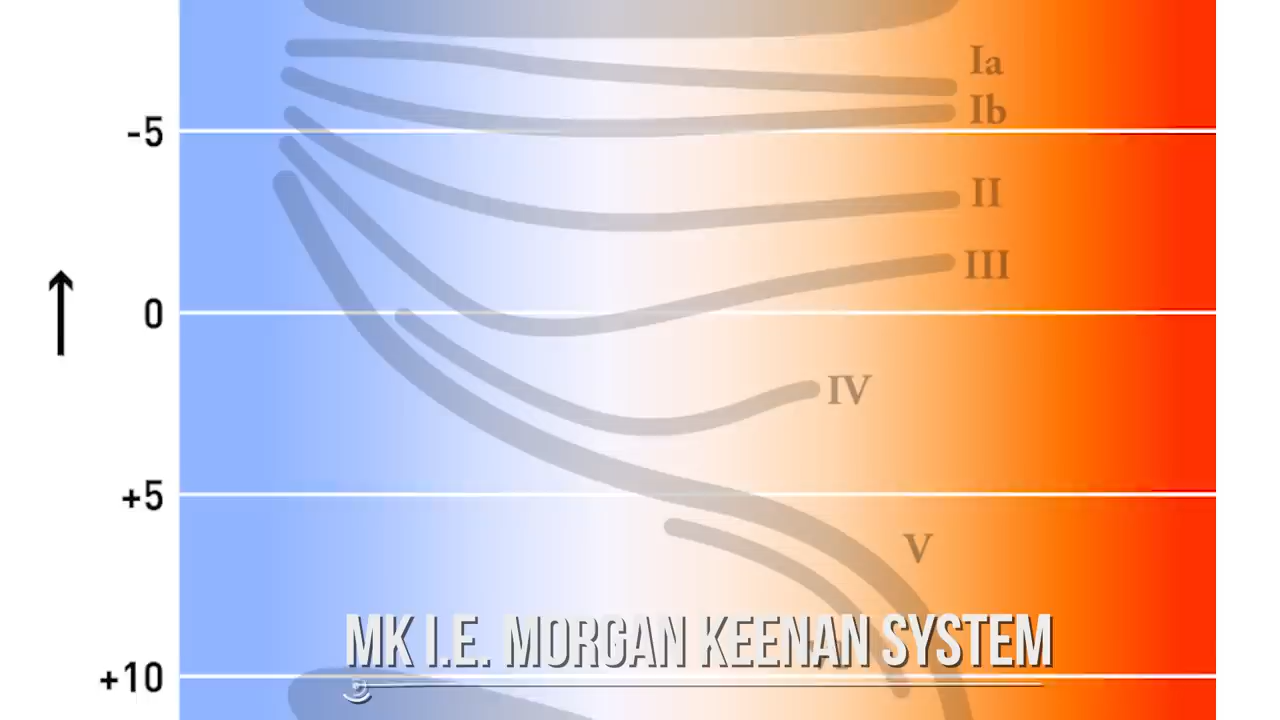 Ia
Ib
-5
II
III
0
IV
+5
V
MK I.E. MORGAN KEENAN SYSTEM
+10